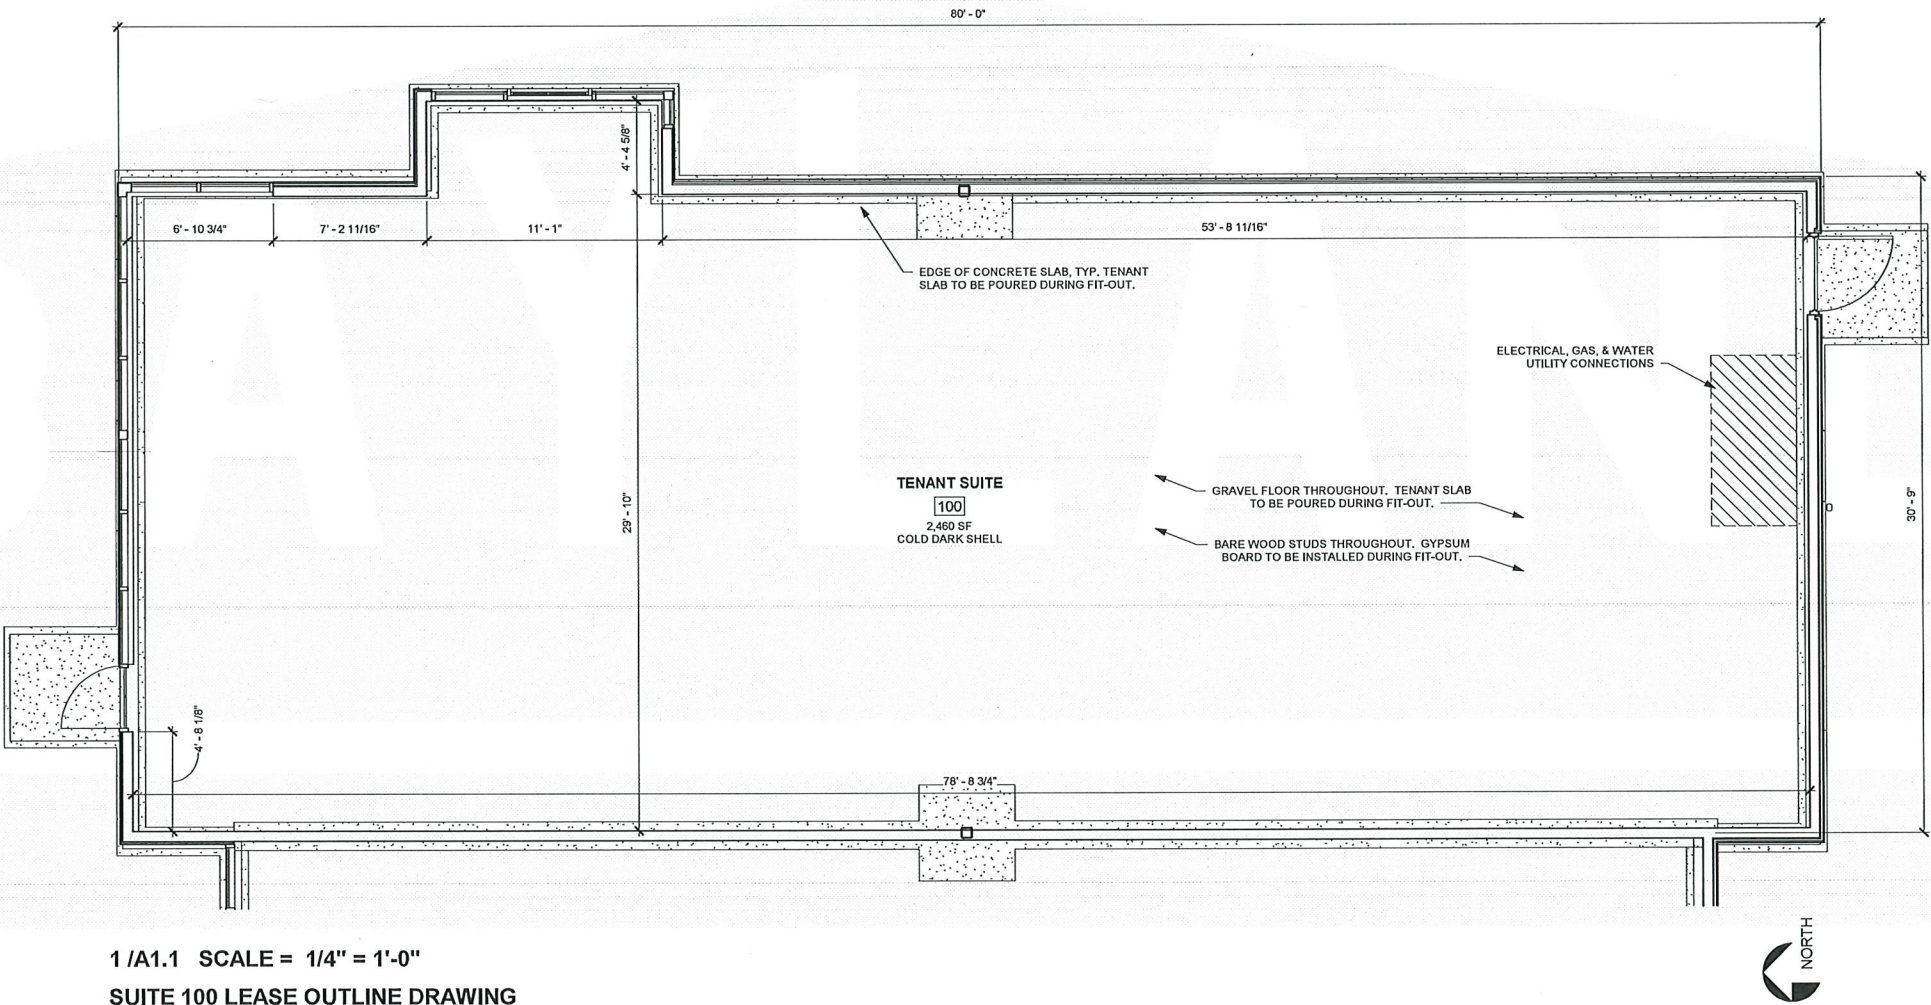 80' - 0"
4' - 4 5/8"
6' - 10 3/4"
7' - 2 11/16"
11' - 1"
53' - 8 11/16"
EDGE OF CONCRETE SLAB, TYP. TENANT
SLAB TO BE POURED DURING FIT-OUT.
ELECTRICAL, GAS, & WATER
UTILITY CONNECTIONS
TENANT SUITE
100
2,460 SF
COLD DARK SHELL
GRAVEL FLOOR THROUGHOUT. TENANT SLAB
TO BE POURED DURING FIT-OUT.
BARE WOOD STUDS THROUGHOUT. GYPSUM
BOARD TO BE INSTALLED DURING FIT-OUT.
29' - 10"
30' - 9"
4' - 8 1/8"
78' - 8 3/4"
NORTH
1 /A1.1 SCALE = 1/4" = 1'-0"
SUITE 100 LEASE OUTLINE DRAWING